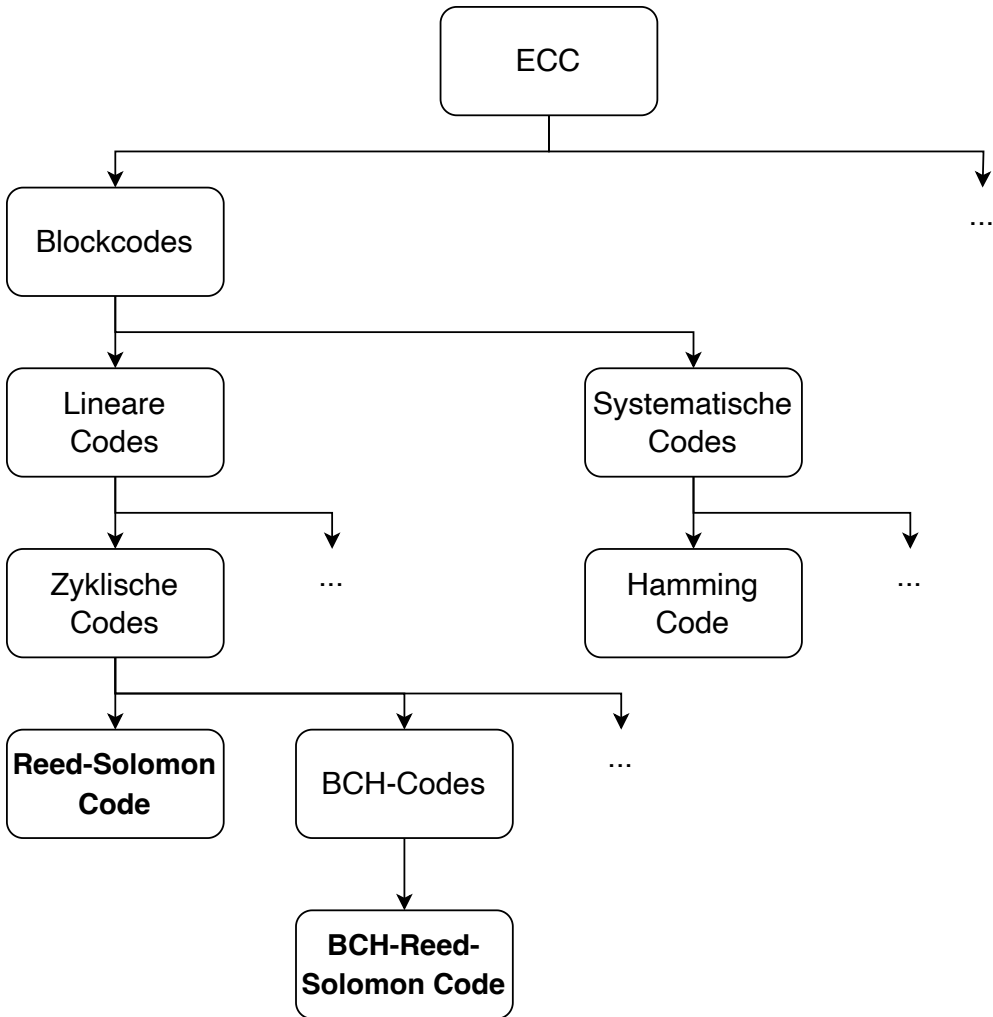 ECC
Blockcodes
...
Lineare
Codes
Systematische
Codes
Zyklische
Codes
...
Hamming
Code
...
Reed-Solomon
Code
BCH-Codes
...
BCH-Reed-
Solomon Code